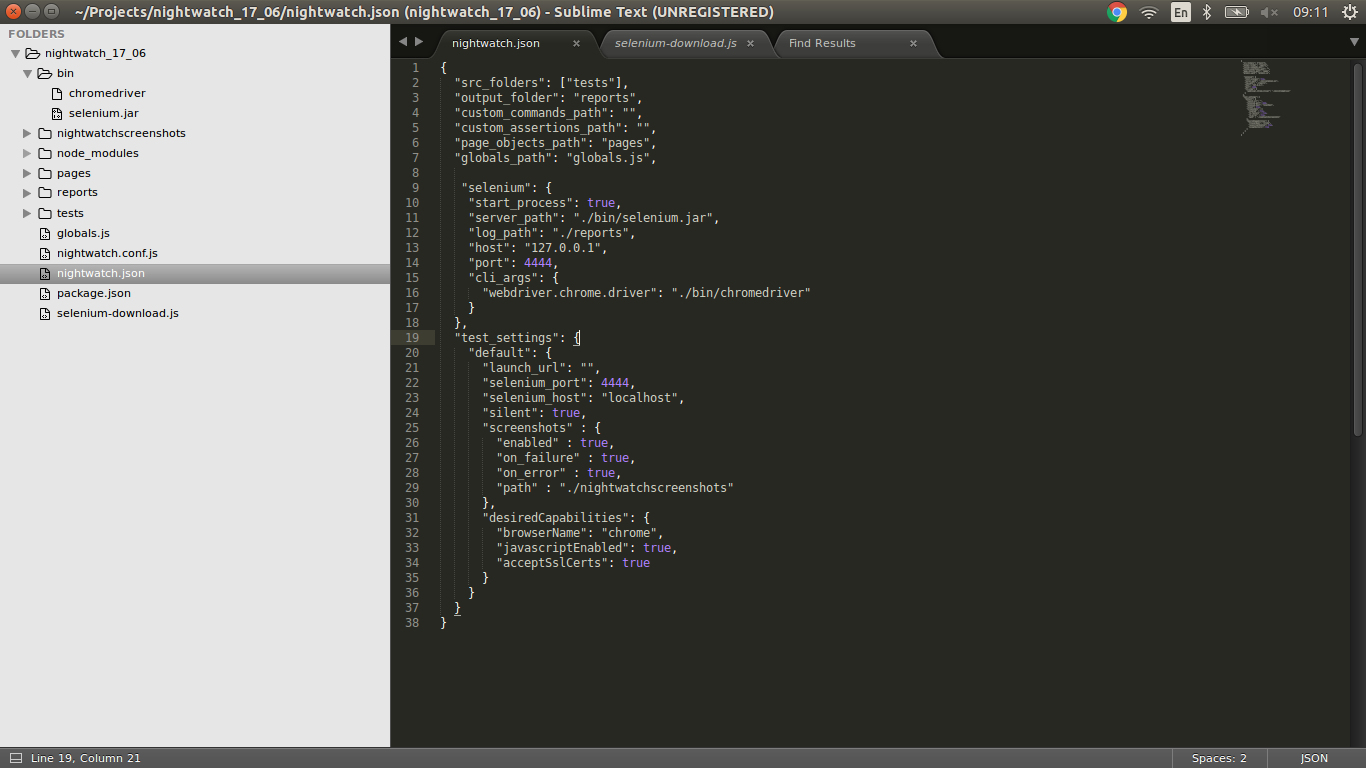 ~/Projects/nightwatch_17_06/nightwatch.json (nightwatch_17_06) - Sublime Text (UNREGISTERED)
En
09:11
FOLDERS
nightwatch_17_06
bin
chromedriver
selenium.jar
nightwatchscreenshots
node_modules
pages
reports
tests
globals.js
nightwatch.conf.js
nightwatch.json
package.json
selenium-download.js
nightwatch.json
selenium-download.js
Find Results
1 {
2 "src_folders": ["tests"],
3 "output_folder": "reports",
4 "custom_commands_path": "",
5 "custom_assertions_path": "",
6 "page_objects_path": "pages",
7 "globals_path": "globals.js",
8
9 "selenium": {
10 "start_process": true,
11 "server_path": "./bin/selenium.jar",
12 "log_path": "./reports",
13 "host": "127.0.0.1",
14 "port": 4444,
15 "cli_args": {
16 "webdriver.chrome.driver": "./bin/chromedriver"
17 }
18 },
19 "test_settings": {
20 "default": {
21 "launch_url": "",
22 "selenium_port": 4444,
23 "selenium_host": "localhost",
24 "silent": true,
25 "screenshots" : {
26 "enabled" : true,
27 "on_failure" : true,
28 "on_error" : true,
29 "path" : "./nightwatchscreenshots"
30 },
31 "desiredCapabilities": {
32 "browserName": "chrome",
33 "javascriptEnabled": true,
34 "acceptSslCerts": true
35 }
36 }
37 }
38 }
Line 19, Column 21
Spaces: 2
JSON